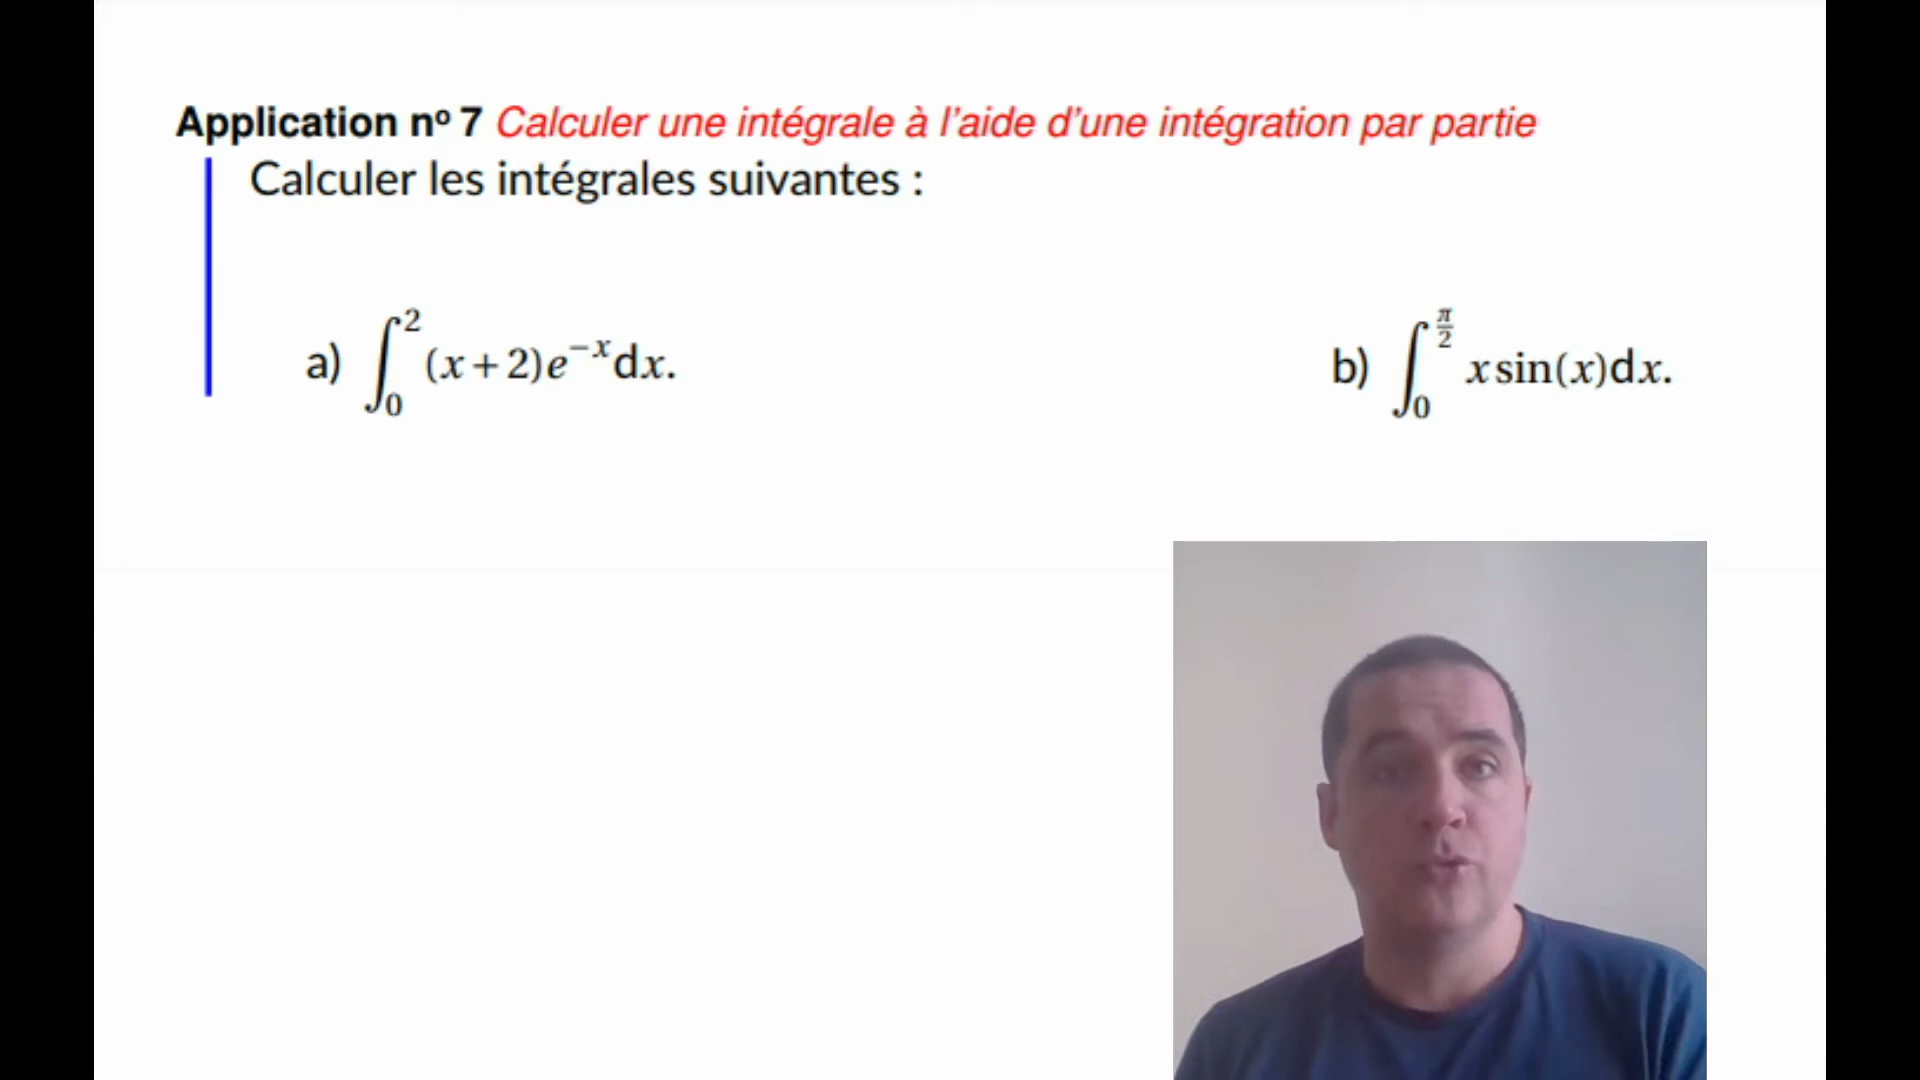 Application nº 7 Calculer une intégrale à l'aide d'une intégration par partie
Calculer les intégrales suivantes :
a) ∫₀² (x+2)e⁻ˣdx.
b) ∫₀^(π/2) x sin(x)dx.